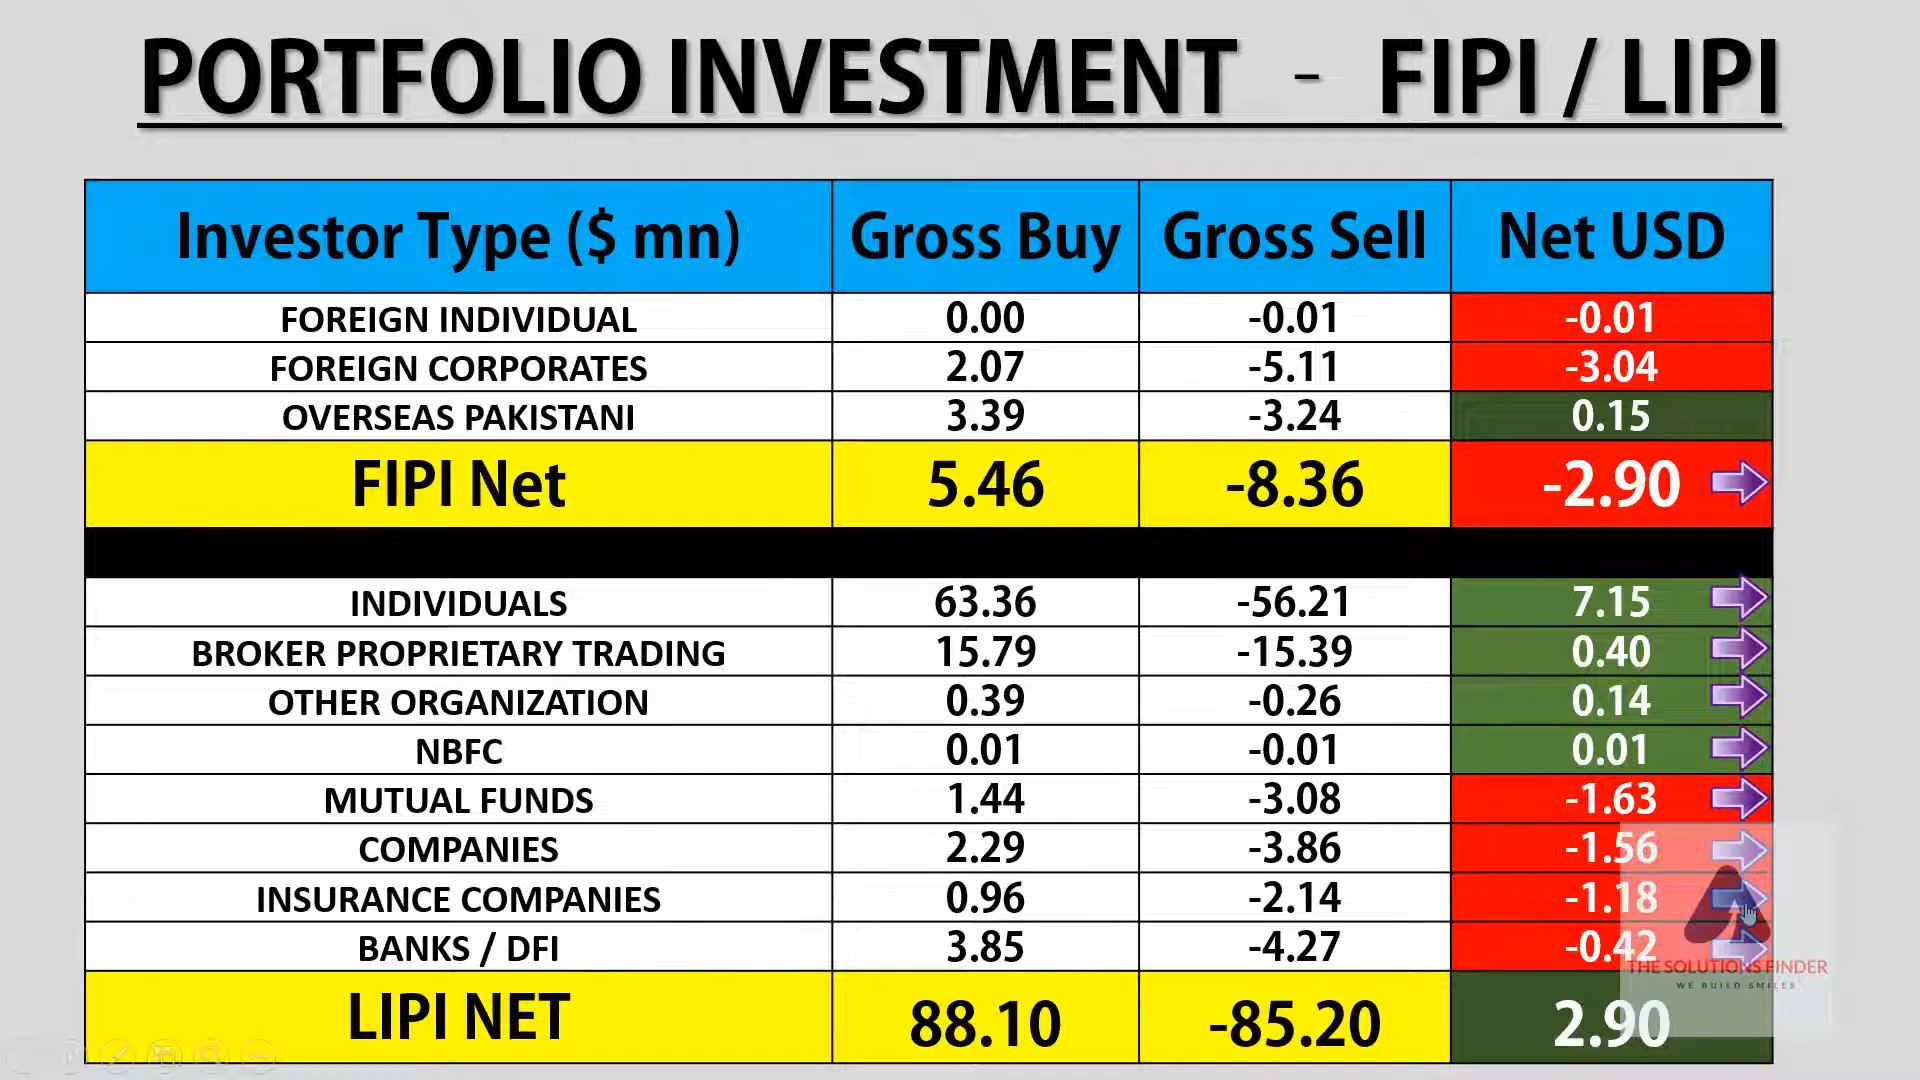 PORTFOLIO INVESTMENT - FIPI / LIPI
Investor Type ($ mn) Gross Buy Gross Sell Net USD
FOREIGN INDIVIDUAL 0.00 -0.01 -0.01
FOREIGN CORPORATES 2.07 -5.11 -3.04
OVERSEAS PAKISTANI 3.39 -3.24 0.15
FIPI Net 5.46 -8.36 -2.90
INDIVIDUALS 63.36 -56.21 7.15
BROKER PROPRIETARY TRADING 15.79 -15.39 0.40
OTHER ORGANIZATION 0.39 -0.26 0.14
NBFC 0.01 -0.01 0.01
MUTUAL FUNDS 1.44 -3.08 -1.63
COMPANIES 2.29 -3.86 -1.56
INSURANCE COMPANIES 0.96 -2.14 -1.18
BANKS / DFI 3.85 -4.27 -0.42
THE SOLUTIONS FINDER
WE BUILD SMILES
LIPI NET 88.10 -85.20 2.90